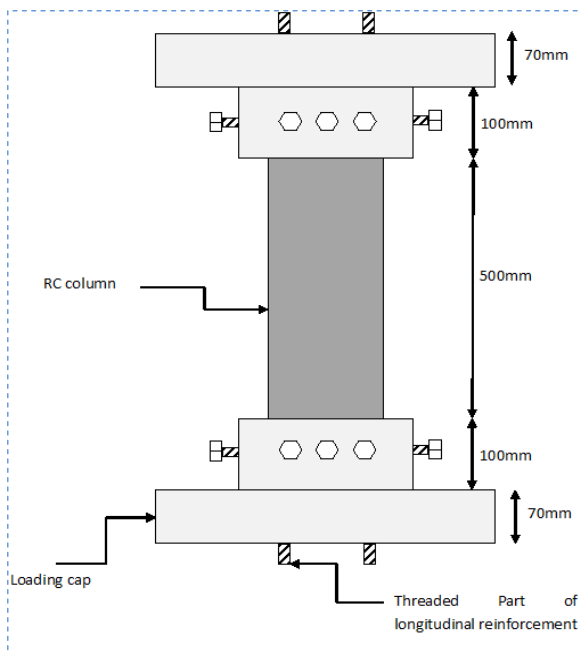 70mm
100mm
RC column
500mm
100mm
70mm
Loading cap
Threaded Part of
longitudinal reinforcement